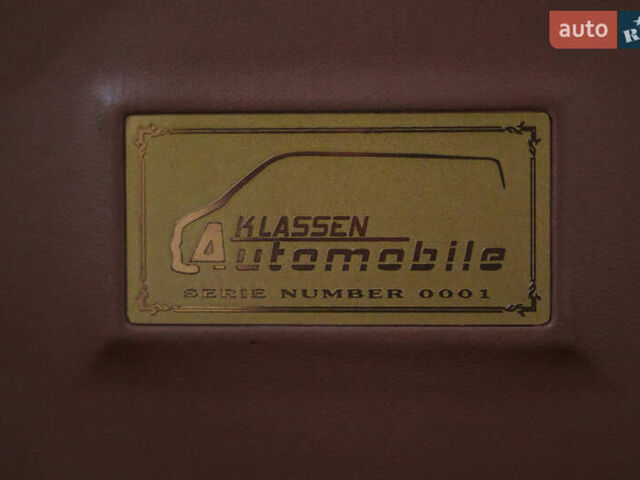 auto
R
KLASSEN
Automobile
SERIE NUMBER 0001